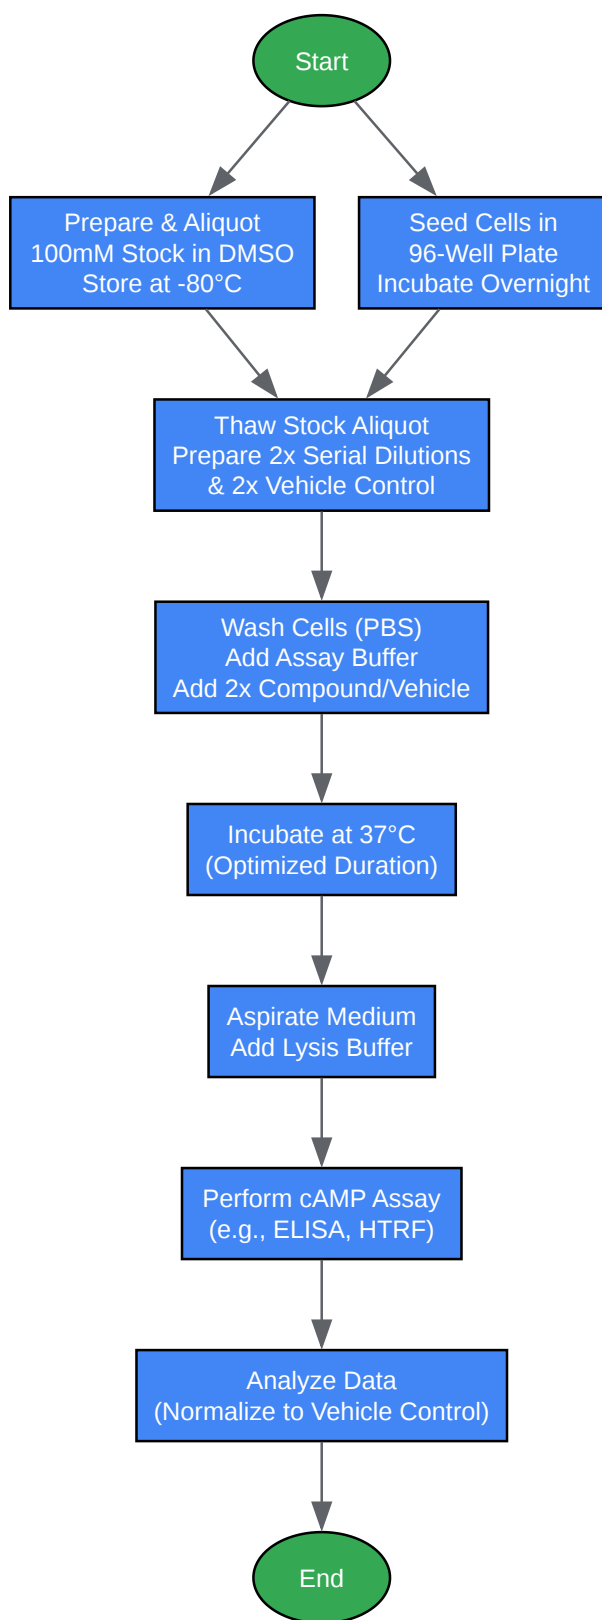 Start
Prepare & Aliquot
100mM Stock in DMSO
Store at -80°C
Seed Cells in
96-Well Plate
Incubate Overnight
Thaw Stock Aliquot
Prepare 2x Serial Dilutions
& 2x Vehicle Control
Wash Cells (PBS)
Add Assay Buffer
Add 2x Compound/Vehicle
Incubate at 37°C
(Optimized Duration)
Aspirate Medium
Add Lysis Buffer
Perform cAMP Assay
(e.g., ELISA, HTRF)
Analyze Data
(Normalize to Vehicle Control)
End